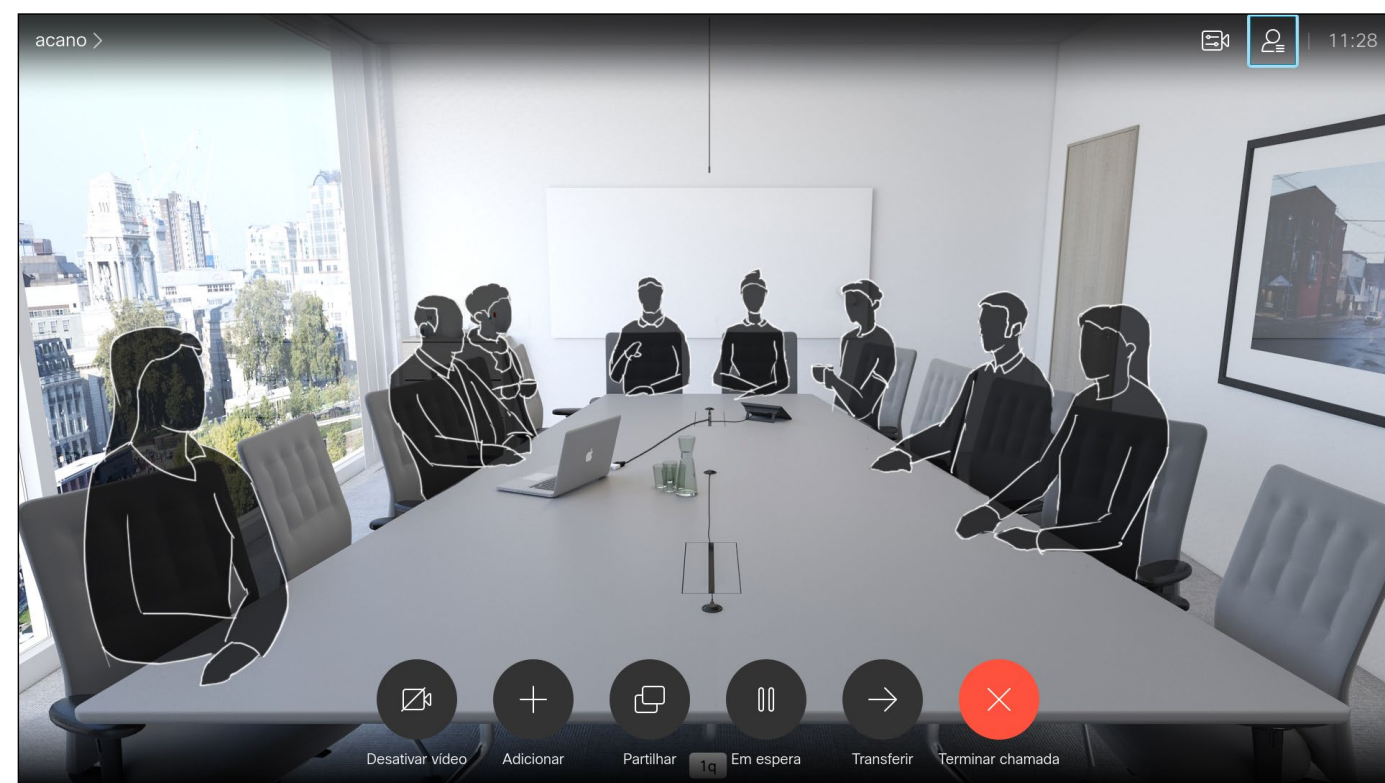 acano
11:28
Desativar vídeo
Adicionar
Partilhar
1q
Em espera
Transferir
Terminar chamada